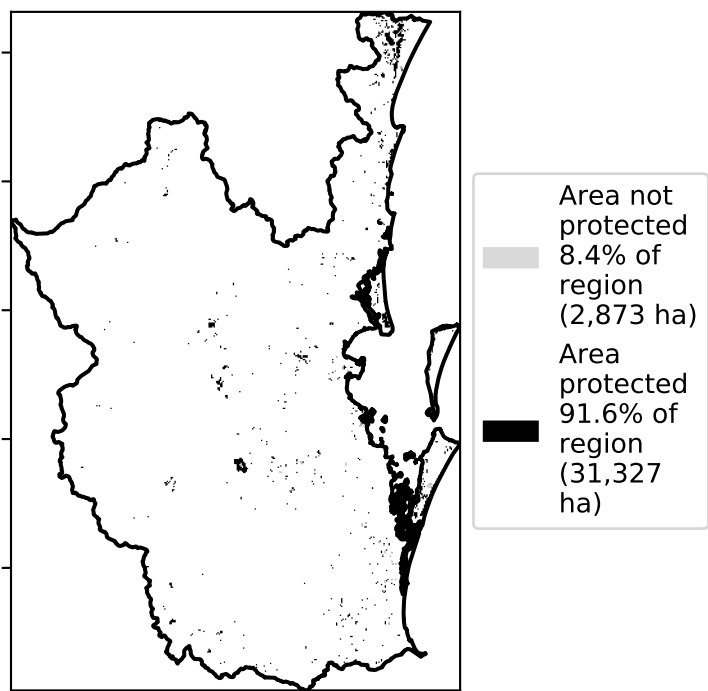 Area not
protected
8.4% of
region
(2,873 ha)
Area
protected
91.6% of
region
(31,327
ha)